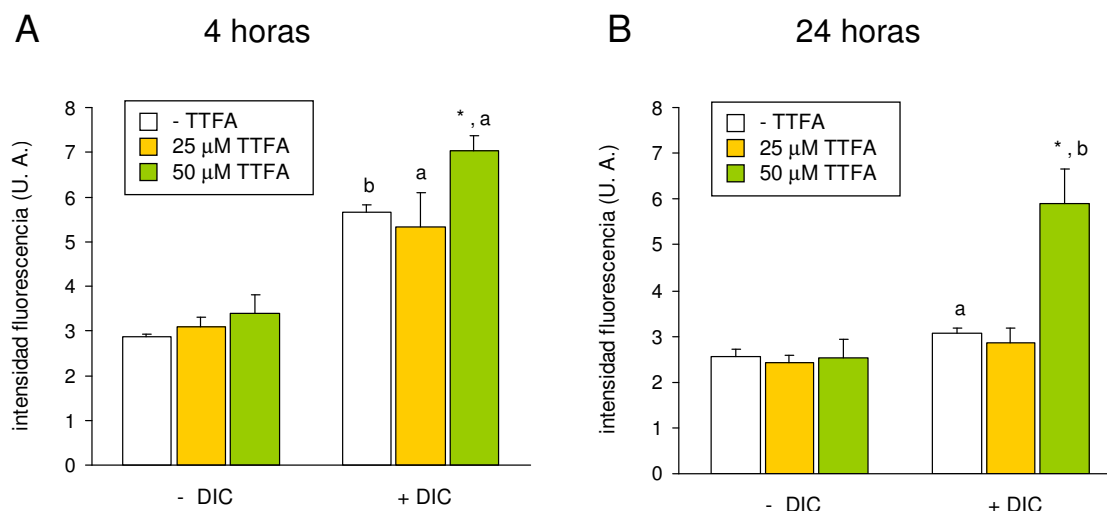 A
4 horas
intensidad fluorescencia (U. A.)
8
7
6
5
4
3
2
1
0
- TTFA
25 μM TTFA
50 μM TTFA
b
a
* , a
- DIC
+ DIC
B
24 horas
intensidad fluorescencia (U. A.)
8
7
6
5
4
3
2
1
0
- TTFA
25 μM TTFA
50 μM TTFA
a
* , b
- DIC
+ DIC